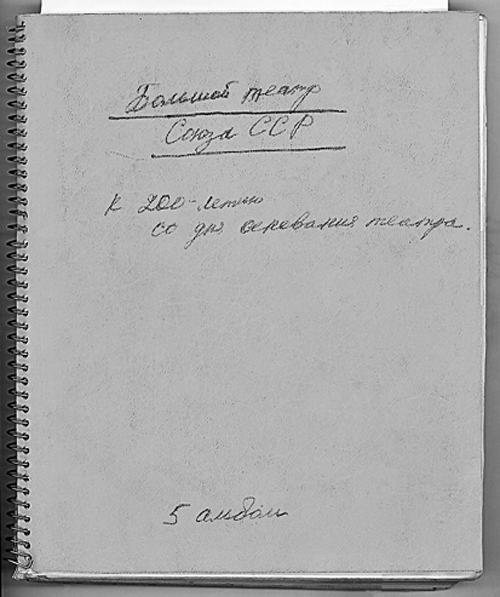 Большой театр
Союза ССР
К 200-летию
со дня основания театра.
5 альбом